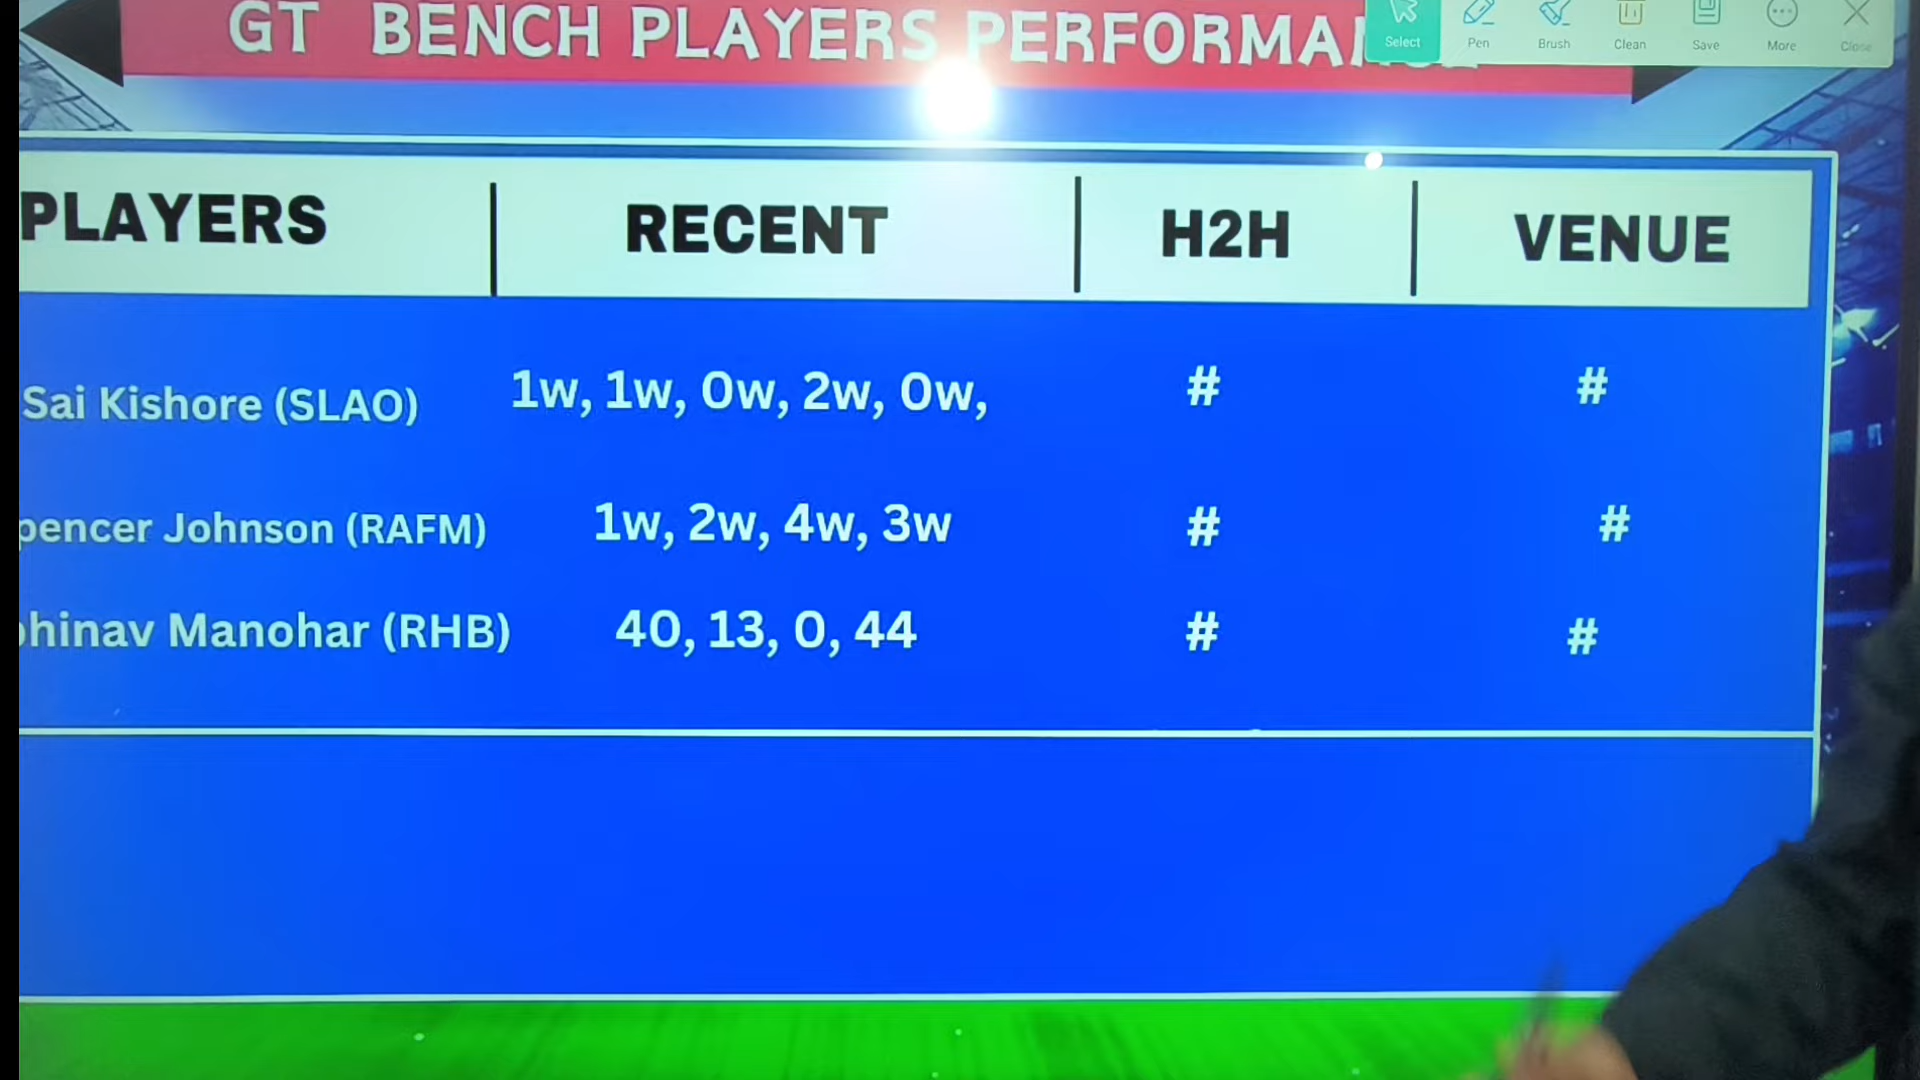 GT BENCH PLAYERS
Select Pen Brush Clean Save More Close
PLAYERS RECENT H2H VENUE
Sai Kishore (SLAO) 1w, 1w, 0w, 2w, 0w, # #
pencer Johnson (RAFM) 1w, 2w, 4w, 3w # #
hinav Manohar (RHB) 40, 13, 0, 44 # #